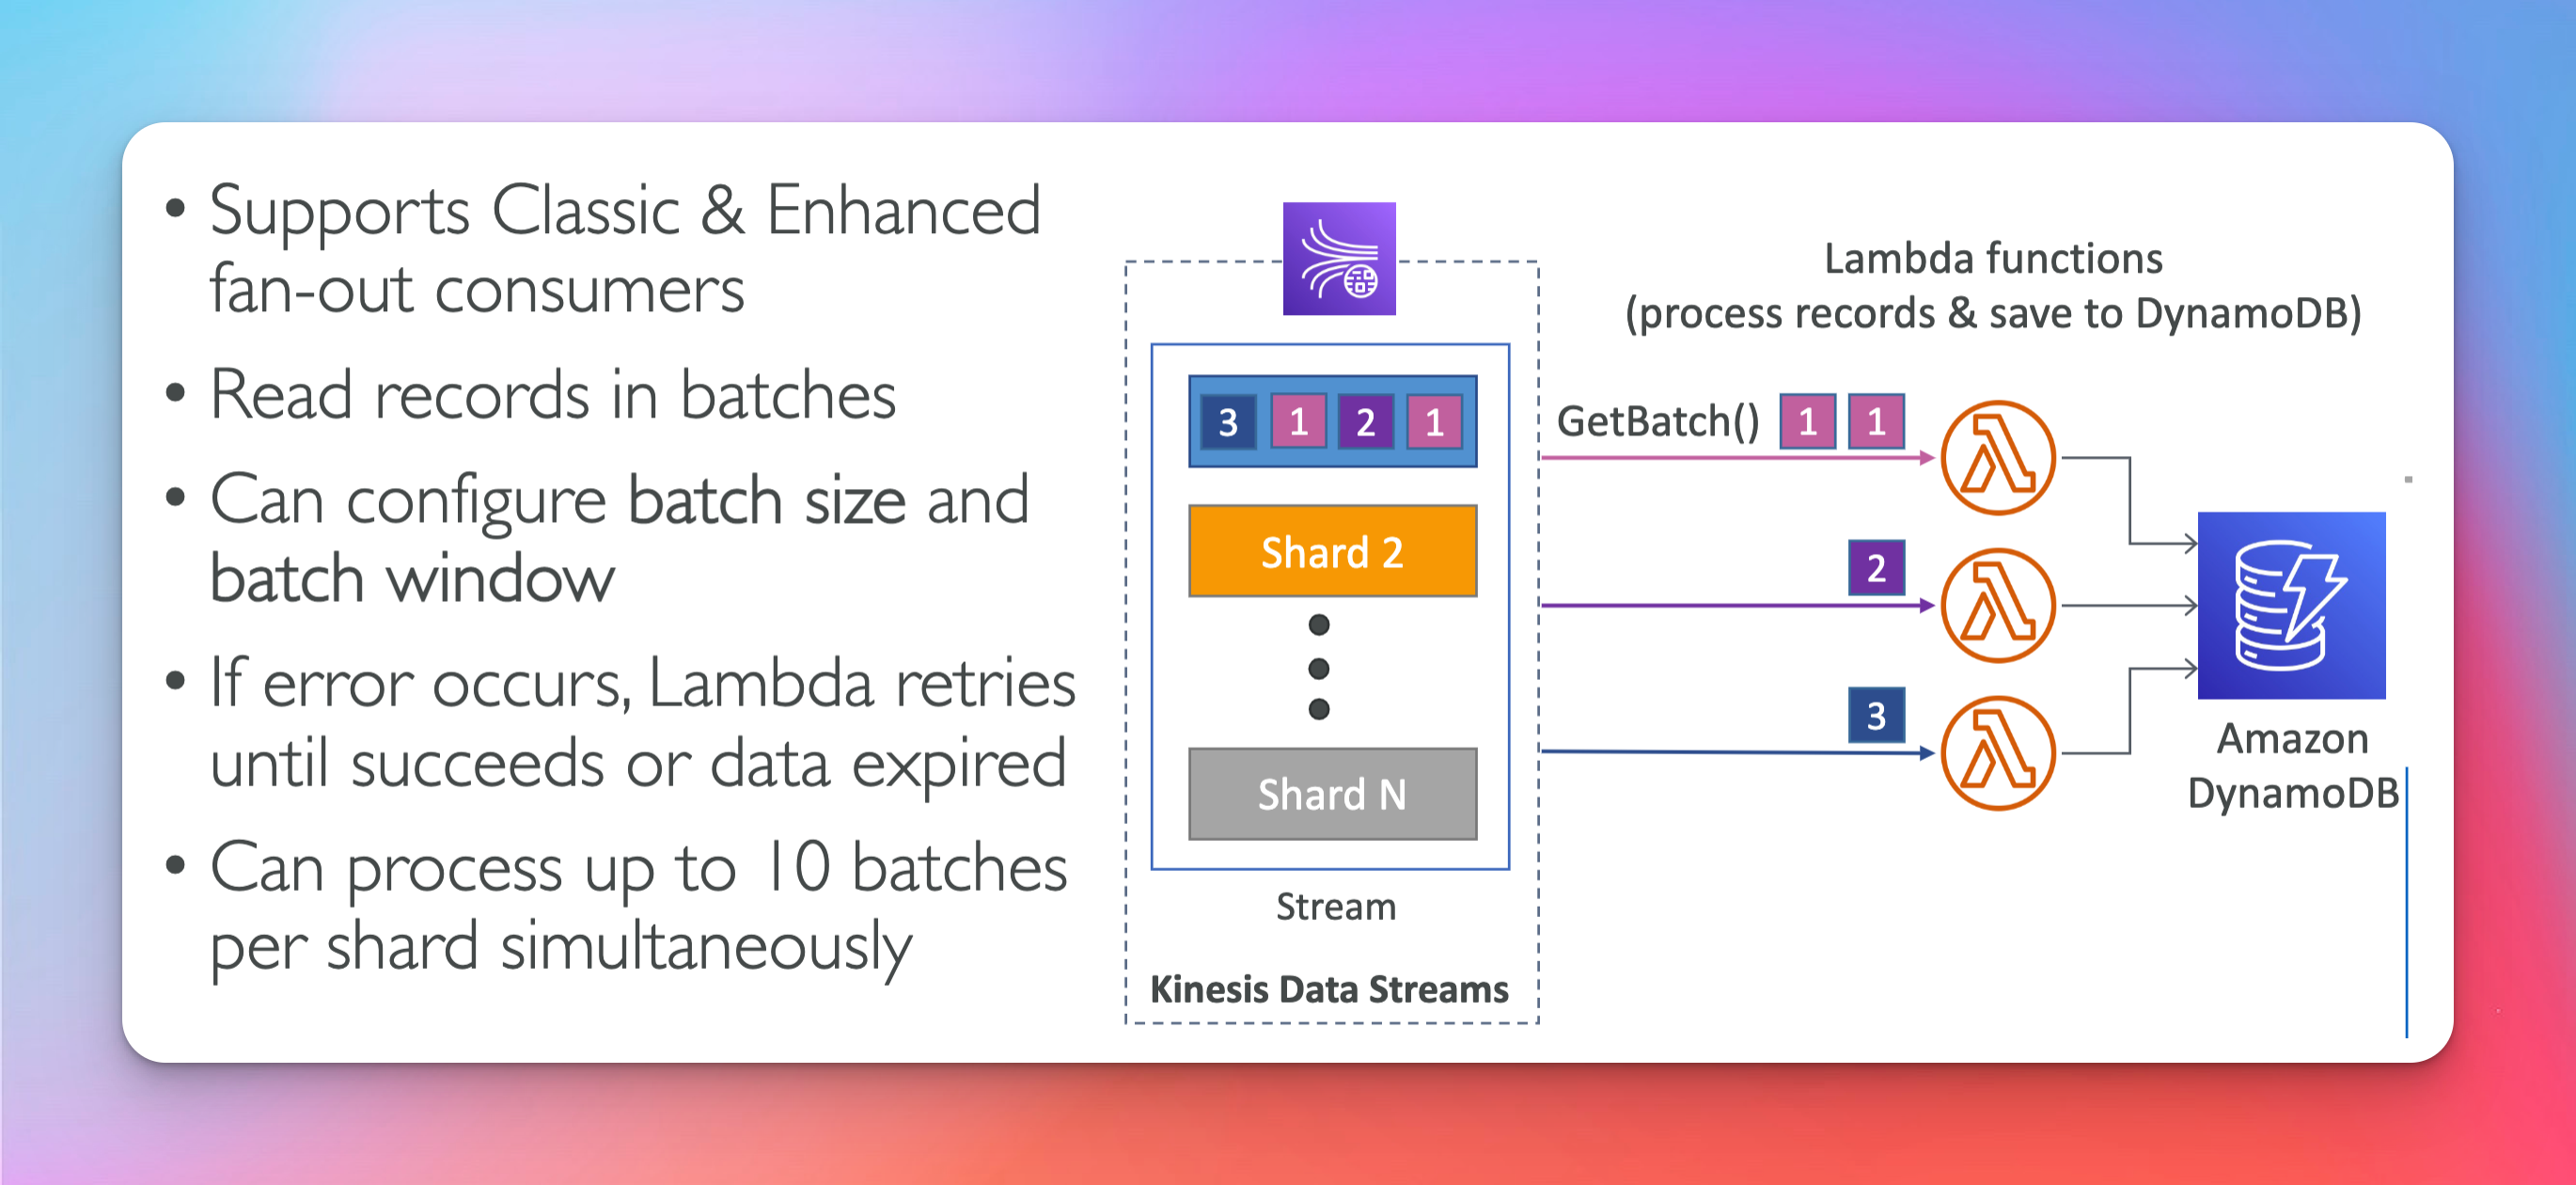 • Supports Classic & Enhanced
fan-out consumers
• Read records in batches
• Can configure batch size and
batch window
• If error occurs, Lambda retries
until succeeds or data expired
• Can process up to 10 batches
per shard simultaneously
3 1 2 1
Shard 2
Shard N
Stream
Kinesis Data Streams
Lambda functions
(process records & save to DynamoDB)
GetBatch() 1 1
2
3
Amazon
DynamoDB